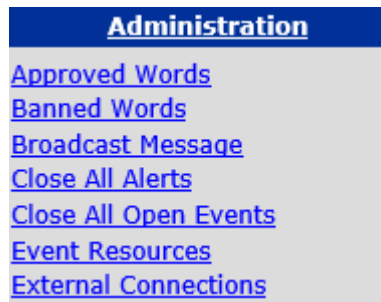 Administration
Approved Words
Banned Words
Broadcast Message
Close All Alerts
Close All Open Events
Event Resources
External Connections